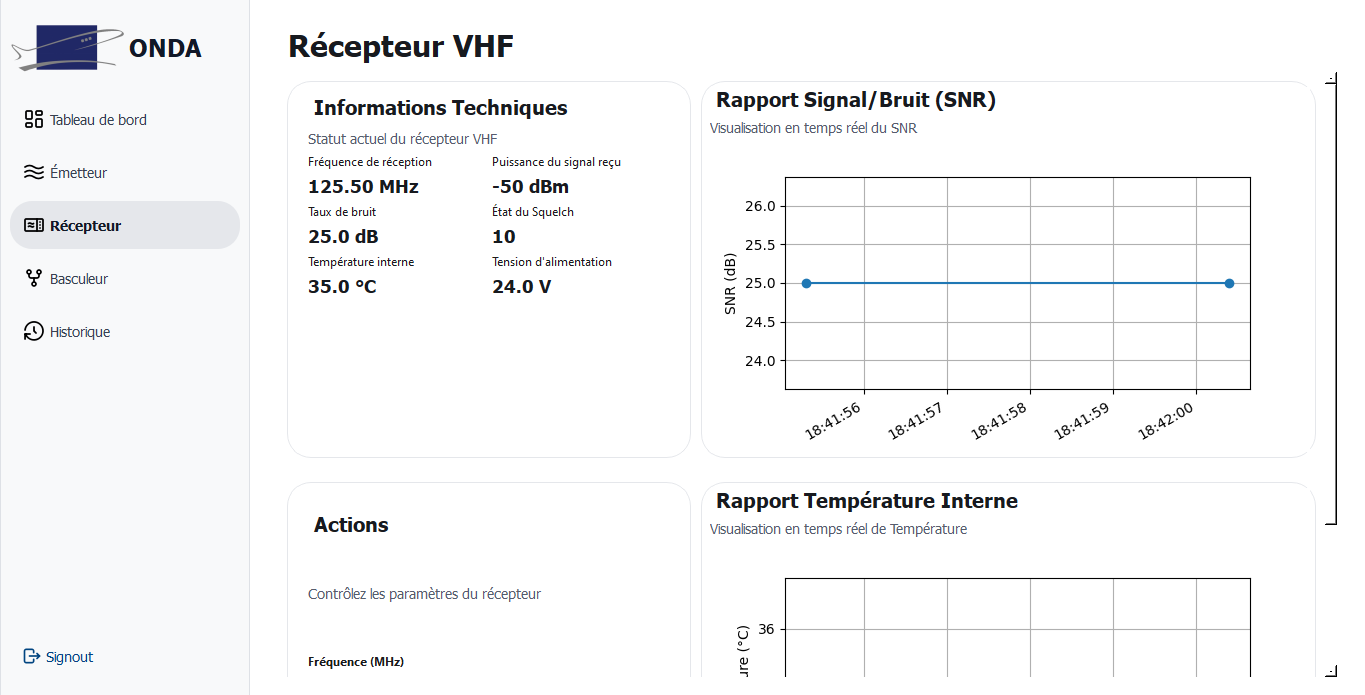 ONDA
Tableau de bord
Émetteur
Récepteur
Basculeur
Historique
Signout
Récepteur VHF
Informations Techniques
Statut actuel du récepteur VHF
Fréquence de réception
125.50 MHz
Puissance du signal reçu
-50 dBm
Taux de bruit
25.0 dB
État du Squelch
10
Température interne
35.0 °C
Tension d'alimentation
24.0 V
Rapport Signal/Bruit (SNR)
Visualisation en temps réel du SNR
SNR (dB)
26.0
25.5
25.0
24.5
24.0
18:41:56
18:41:57
18:41:58
18:41:59
18:42:00
Actions
Contrôlez les paramètres du récepteur
Fréquence (MHz)
Rapport Température Interne
Visualisation en temps réel de Température
ure (°C)
36